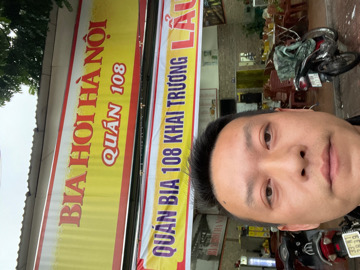 BIA HƠI HÀ NỘI
QUÁN 108
QUÁN BIA 108 KHAI TRƯƠNG
LẨU